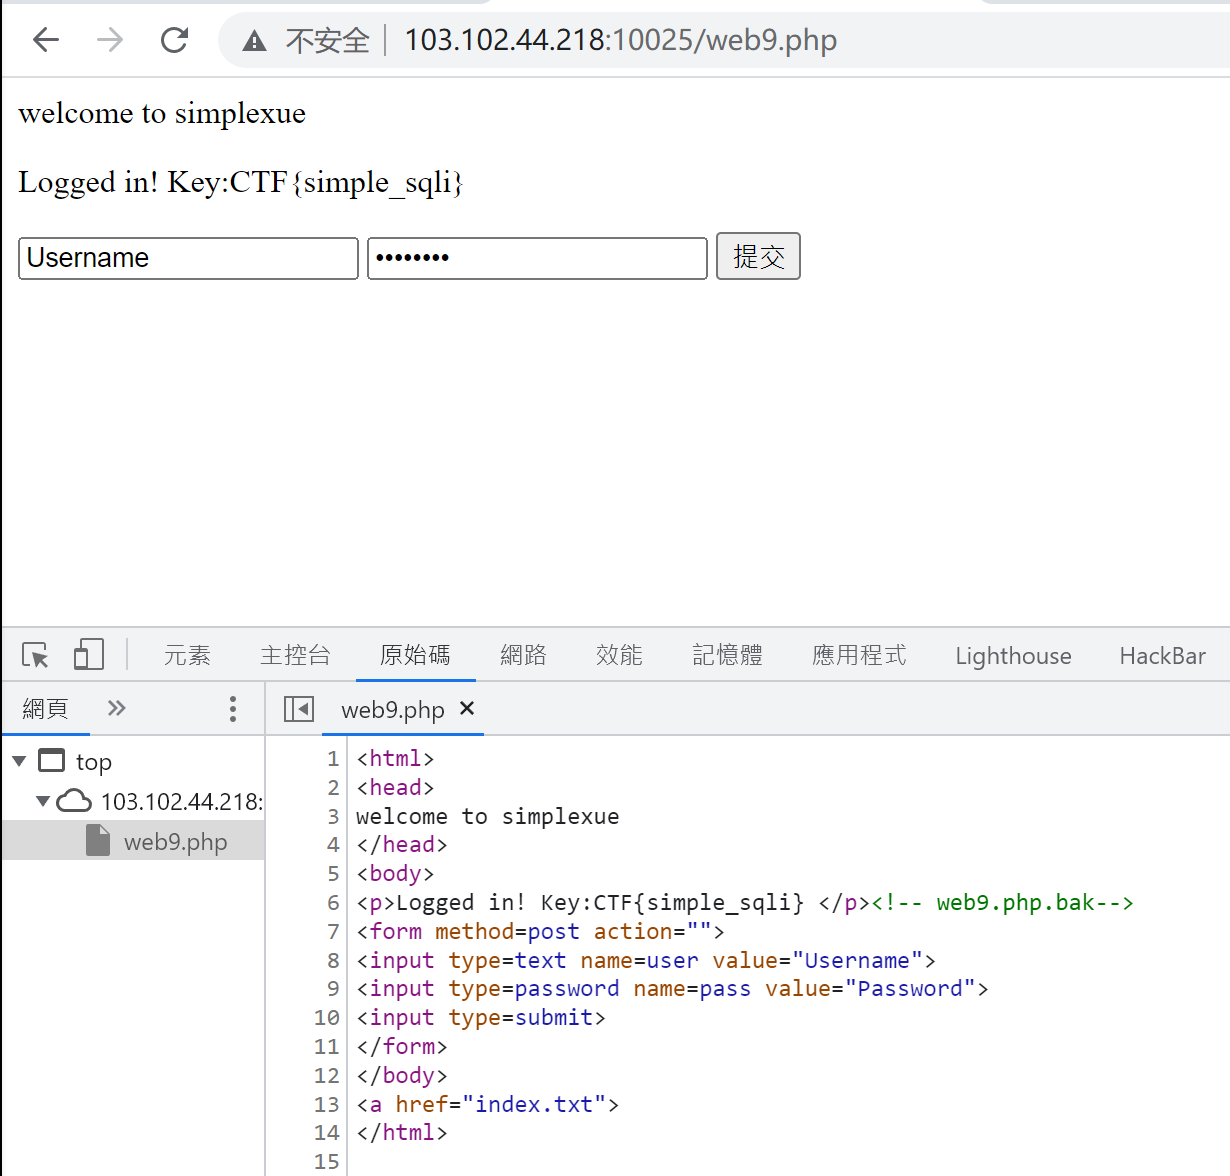 不安全 103.102.44.218:10025/web9.php
welcome to simplexue
Logged in! Key:CTF{simple_sqli}
Username •••••••• 提交
元素 主控台 原始碼 網路 效能 記憶體 應用程式 Lighthouse HackBar
網頁 » web9.php ×
top
103.102.44.218:
web9.php
1 <html>
2 <head>
3 welcome to simplexue
4 </head>
5 <body>
6 <p>Logged in! Key:CTF{simple_sqli} </p><!-- web9.php.bak-->
7 <form method=post action="">
8 <input type=text name=user value="Username">
9 <input type=password name=pass value="Password">
10 <input type=submit>
11 </form>
12 </body>
13 <a href="index.txt">
14 </html>
15